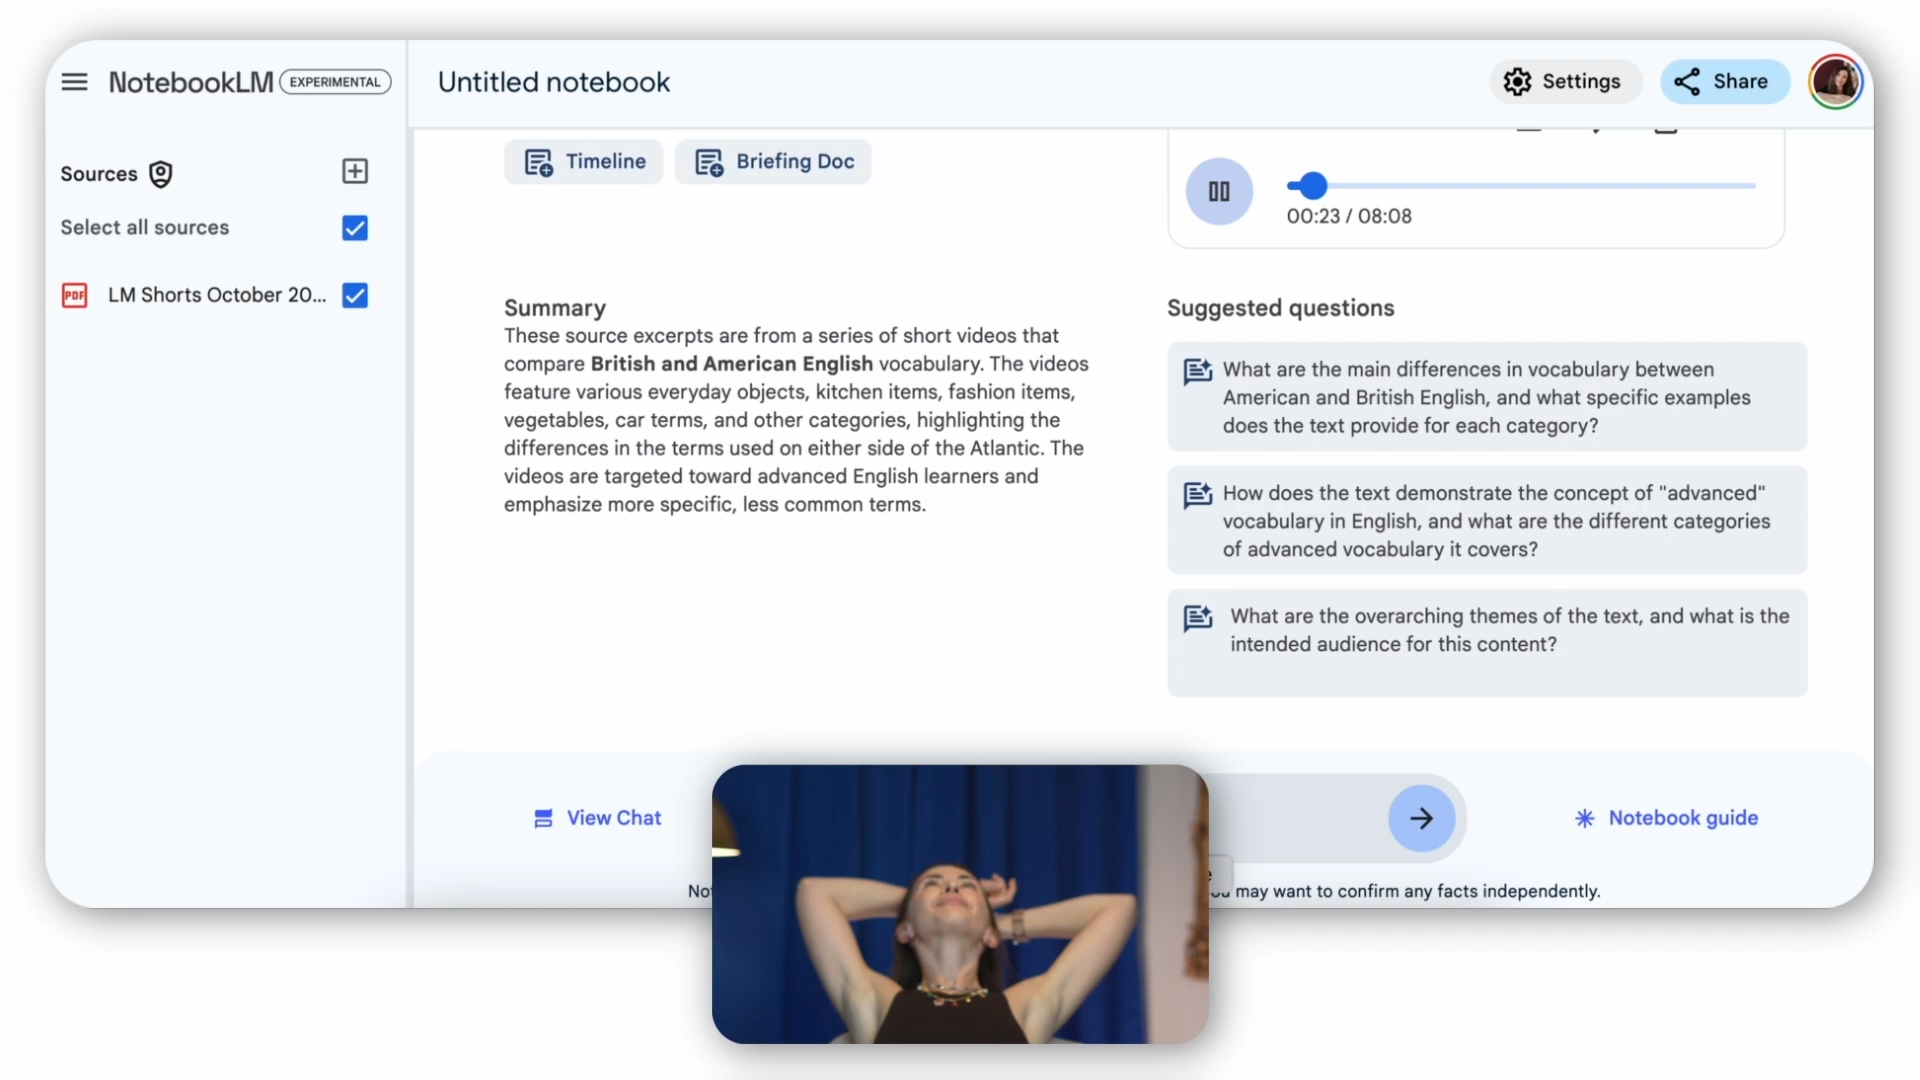 NotebookLM EXPERIMENTAL
Untitled notebook
Settings
Share
Sources
Select all sources
PDF LM Shorts October 20...
Timeline
Briefing Doc
00:23 / 08:08
Summary
These source excerpts are from a series of short videos that
compare British and American English vocabulary. The videos
feature various everyday objects, kitchen items, fashion items,
vegetables, car terms, and other categories, highlighting the
differences in the terms used on either side of the Atlantic. The
videos are targeted toward advanced English learners and
emphasize more specific, less common terms.
Suggested questions
What are the main differences in vocabulary between
American and British English, and what specific examples
does the text provide for each category?
How does the text demonstrate the concept of "advanced"
vocabulary in English, and what are the different categories
of advanced vocabulary it covers?
What are the overarching themes of the text, and what is the
intended audience for this content?
View Chat
Notebook guide
may want to confirm any facts independently.